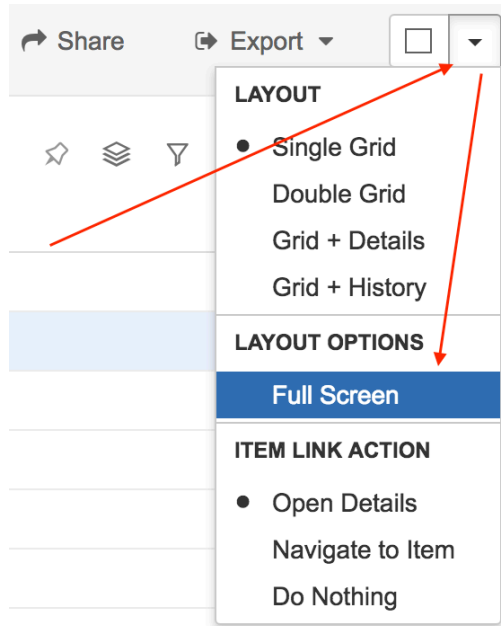 Share Export
LAYOUT
Single Grid
Double Grid
Grid + Details
Grid + History
LAYOUT OPTIONS
Full Screen
ITEM LINK ACTION
Open Details
Navigate to Item
Do Nothing